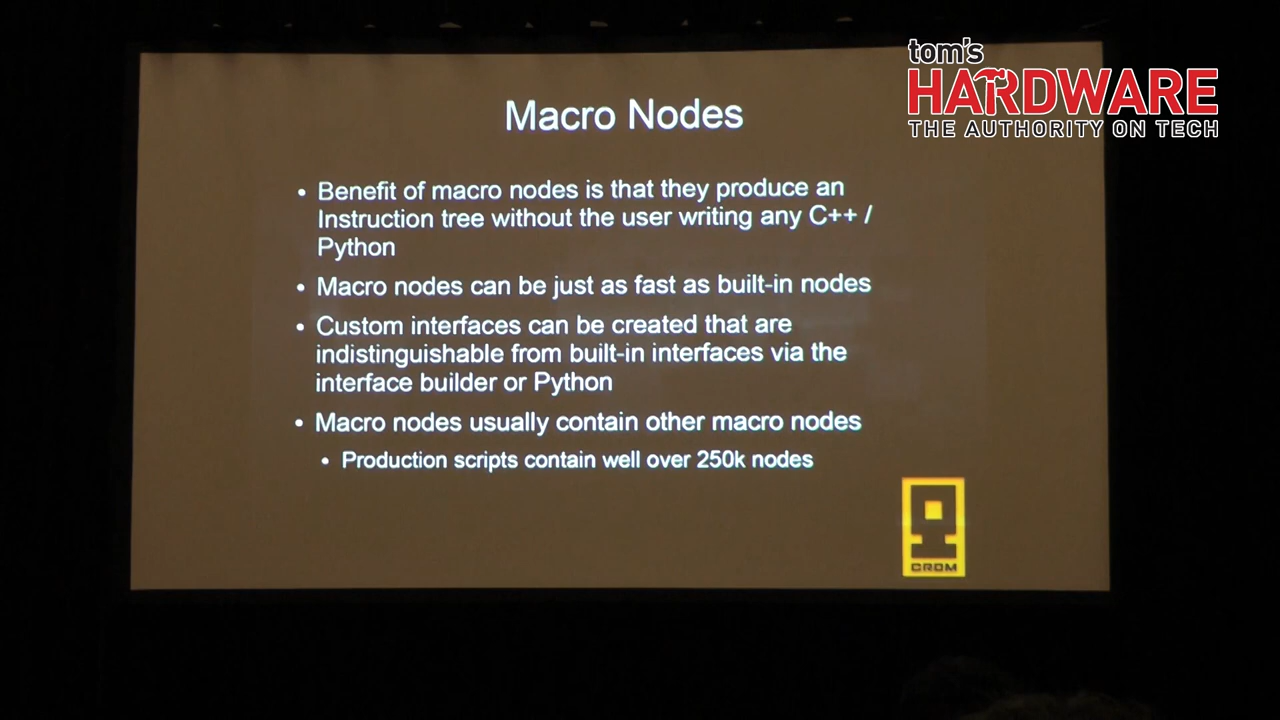 tom's
HARDWARE
THE AUTHORITY ON TECH
Macro Nodes
• Benefit of macro nodes is that they produce an
Instruction tree without the user writing any C++ /
Python
• Macro nodes can be just as fast as built-in nodes
• Custom interfaces can be created that are
indistinguishable from built-in interfaces via the
interface builder or Python
• Macro nodes usually contain other macro nodes
• Production scripts contain well over 250k nodes
CROM